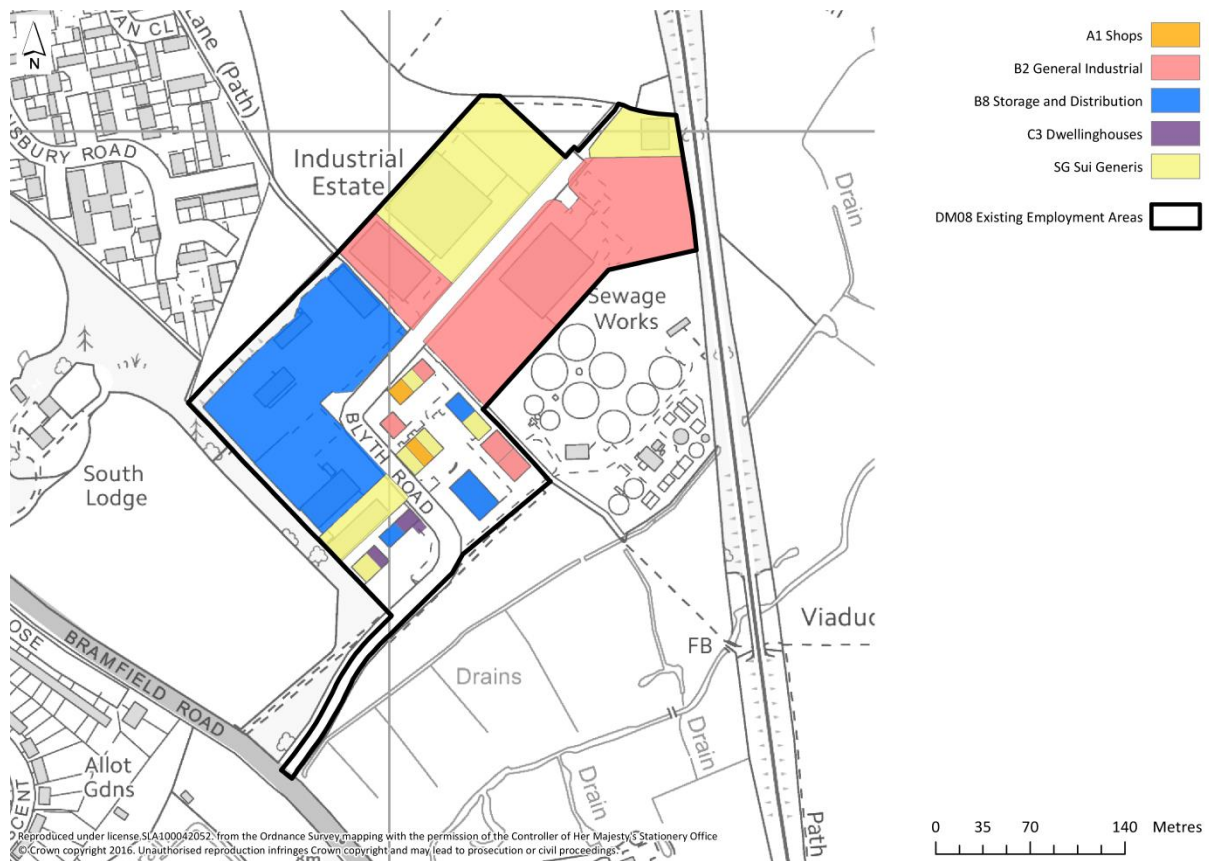 AN CL
N
Lane (Path)
SBURY ROAD
Industrial
Estate
Drain
Sewage
Works
BLYTH ROAD
South
Lodge
BRAMFIELD ROAD
OSE
Viaduc
FB
Drains
Drain
Drain
Allot
Gdns
CENT
Path
Reproduced under license SLA100042052, from the Ordnance Survey mapping with the permission of the Controller of Her Majesty's Stationery Office
© Crown copyright 2016. Unauthorised reproduction infringes Crown copyright and may lead to prosecution or civil proceedings.
A1 Shops
B2 General Industrial
B8 Storage and Distribution
C3 Dwellinghouses
SG Sui Generis
DM08 Existing Employment Areas
0 35 70 140 Metres